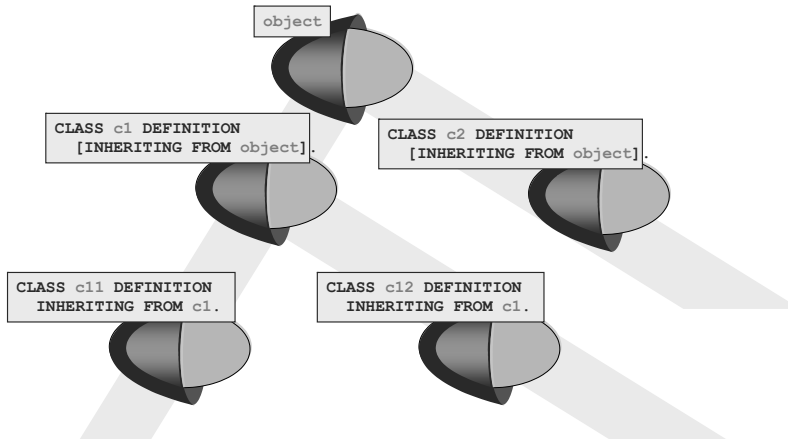 object
CLASS c1 DEFINITION
[INHERITING FROM object].
CLASS c2 DEFINITION
[INHERITING FROM object].
CLASS c11 DEFINITION
INHERITING FROM c1.
CLASS c12 DEFINITION
INHERITING FROM c1.